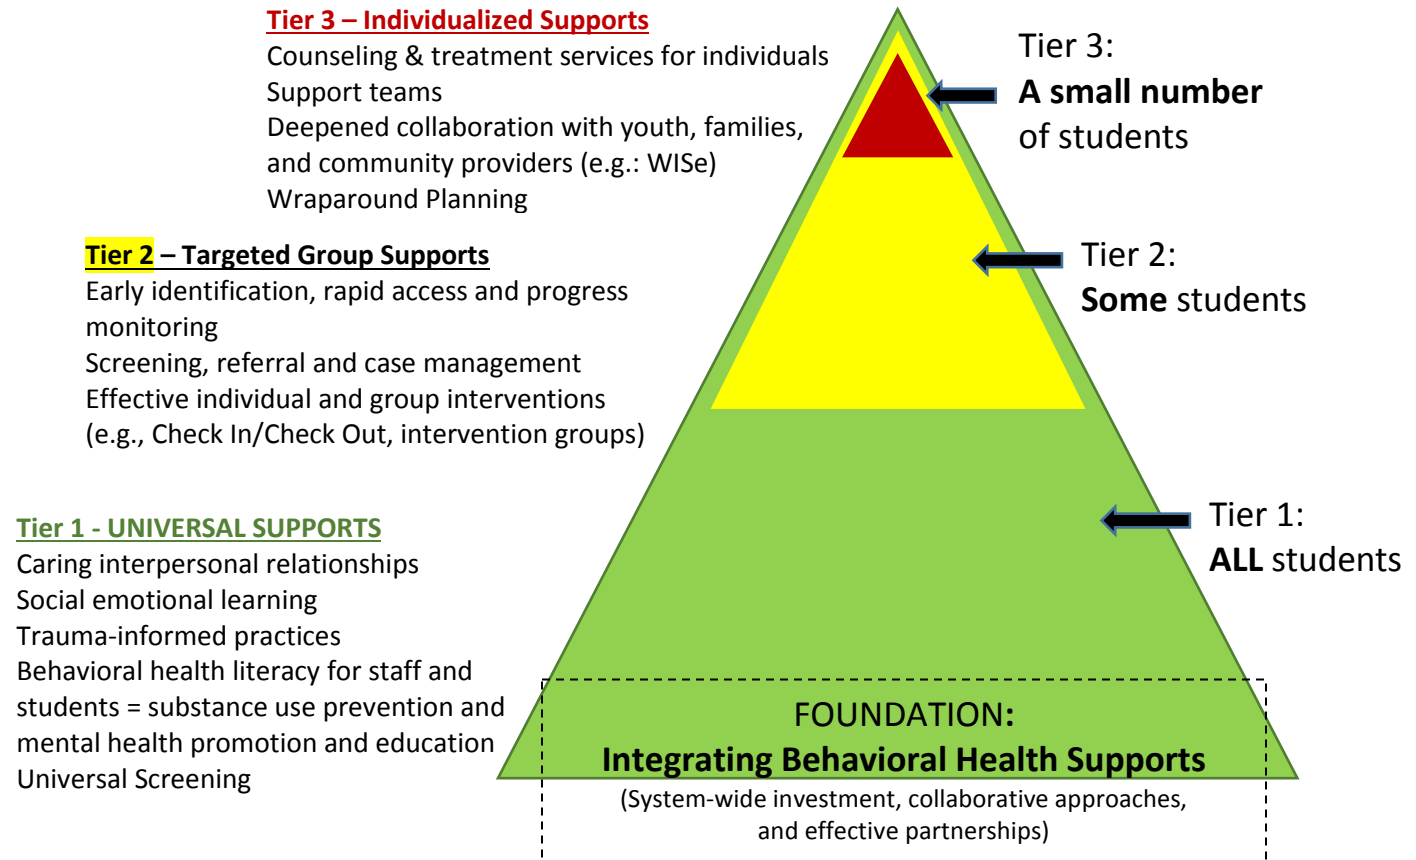 Tier 3 – Individualized Supports
Counseling & treatment services for individuals
Support teams
Deepened collaboration with youth, families,
and community providers (e.g.: WISe)
Wraparound Planning
Tier 3:
A small number
of students
Tier 2 – Targeted Group Supports
Early identification, rapid access and progress
monitoring
Screening, referral and case management
Effective individual and group interventions
(e.g., Check In/Check Out, intervention groups)
Tier 2:
Some students
Tier 1 - UNIVERSAL SUPPORTS
Caring interpersonal relationships
Social emotional learning
Trauma-informed practices
Behavioral health literacy for staff and
students = substance use prevention and
mental health promotion and education
Universal Screening
Tier 1:
ALL students
FOUNDATION:
Integrating Behavioral Health Supports
(System-wide investment, collaborative approaches,
and effective partnerships)